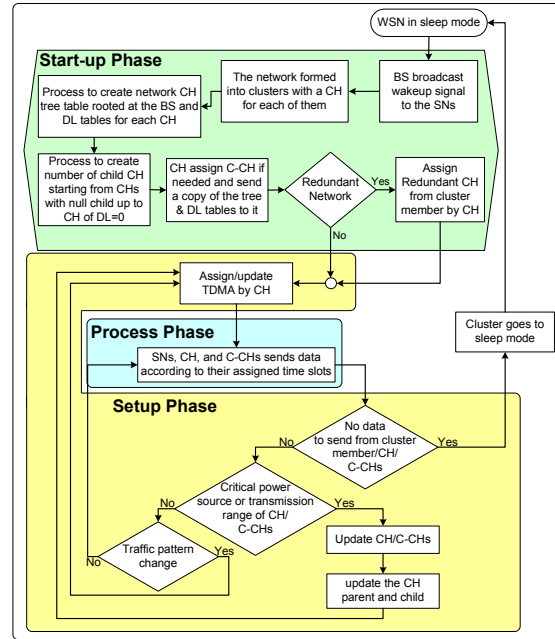 WSN in sleep mode
Start-up Phase
BS broadcast
wakeup signal
to the SNs
The network formed
into clusters with a CH
for each of them
Process to create network CH
tree table rooted at the BS and
DL tables for each CH
Process to create
number of child CH
starting from CHs
with null child up to
CH of DL=0
CH assign C-CH if
needed and send
a copy of the tree
& DL tables to it
Redundant
Network
Yes
No
Assign
Redundant CH
from cluster
member by CH
Assign/update
TDMA by CH
Process Phase
SNs, CH, and C-CHs sends data
according to their assigned time slots
Cluster goes to
sleep mode
Setup Phase
No data
to send from cluster
member/CH/
C-CHs
No
Yes
Critical power
source or transmission
range of CH/
C-CHs
No
Yes
Traffic pattern
change
No
Yes
Update CH/C-CHs
update the CH
parent and child